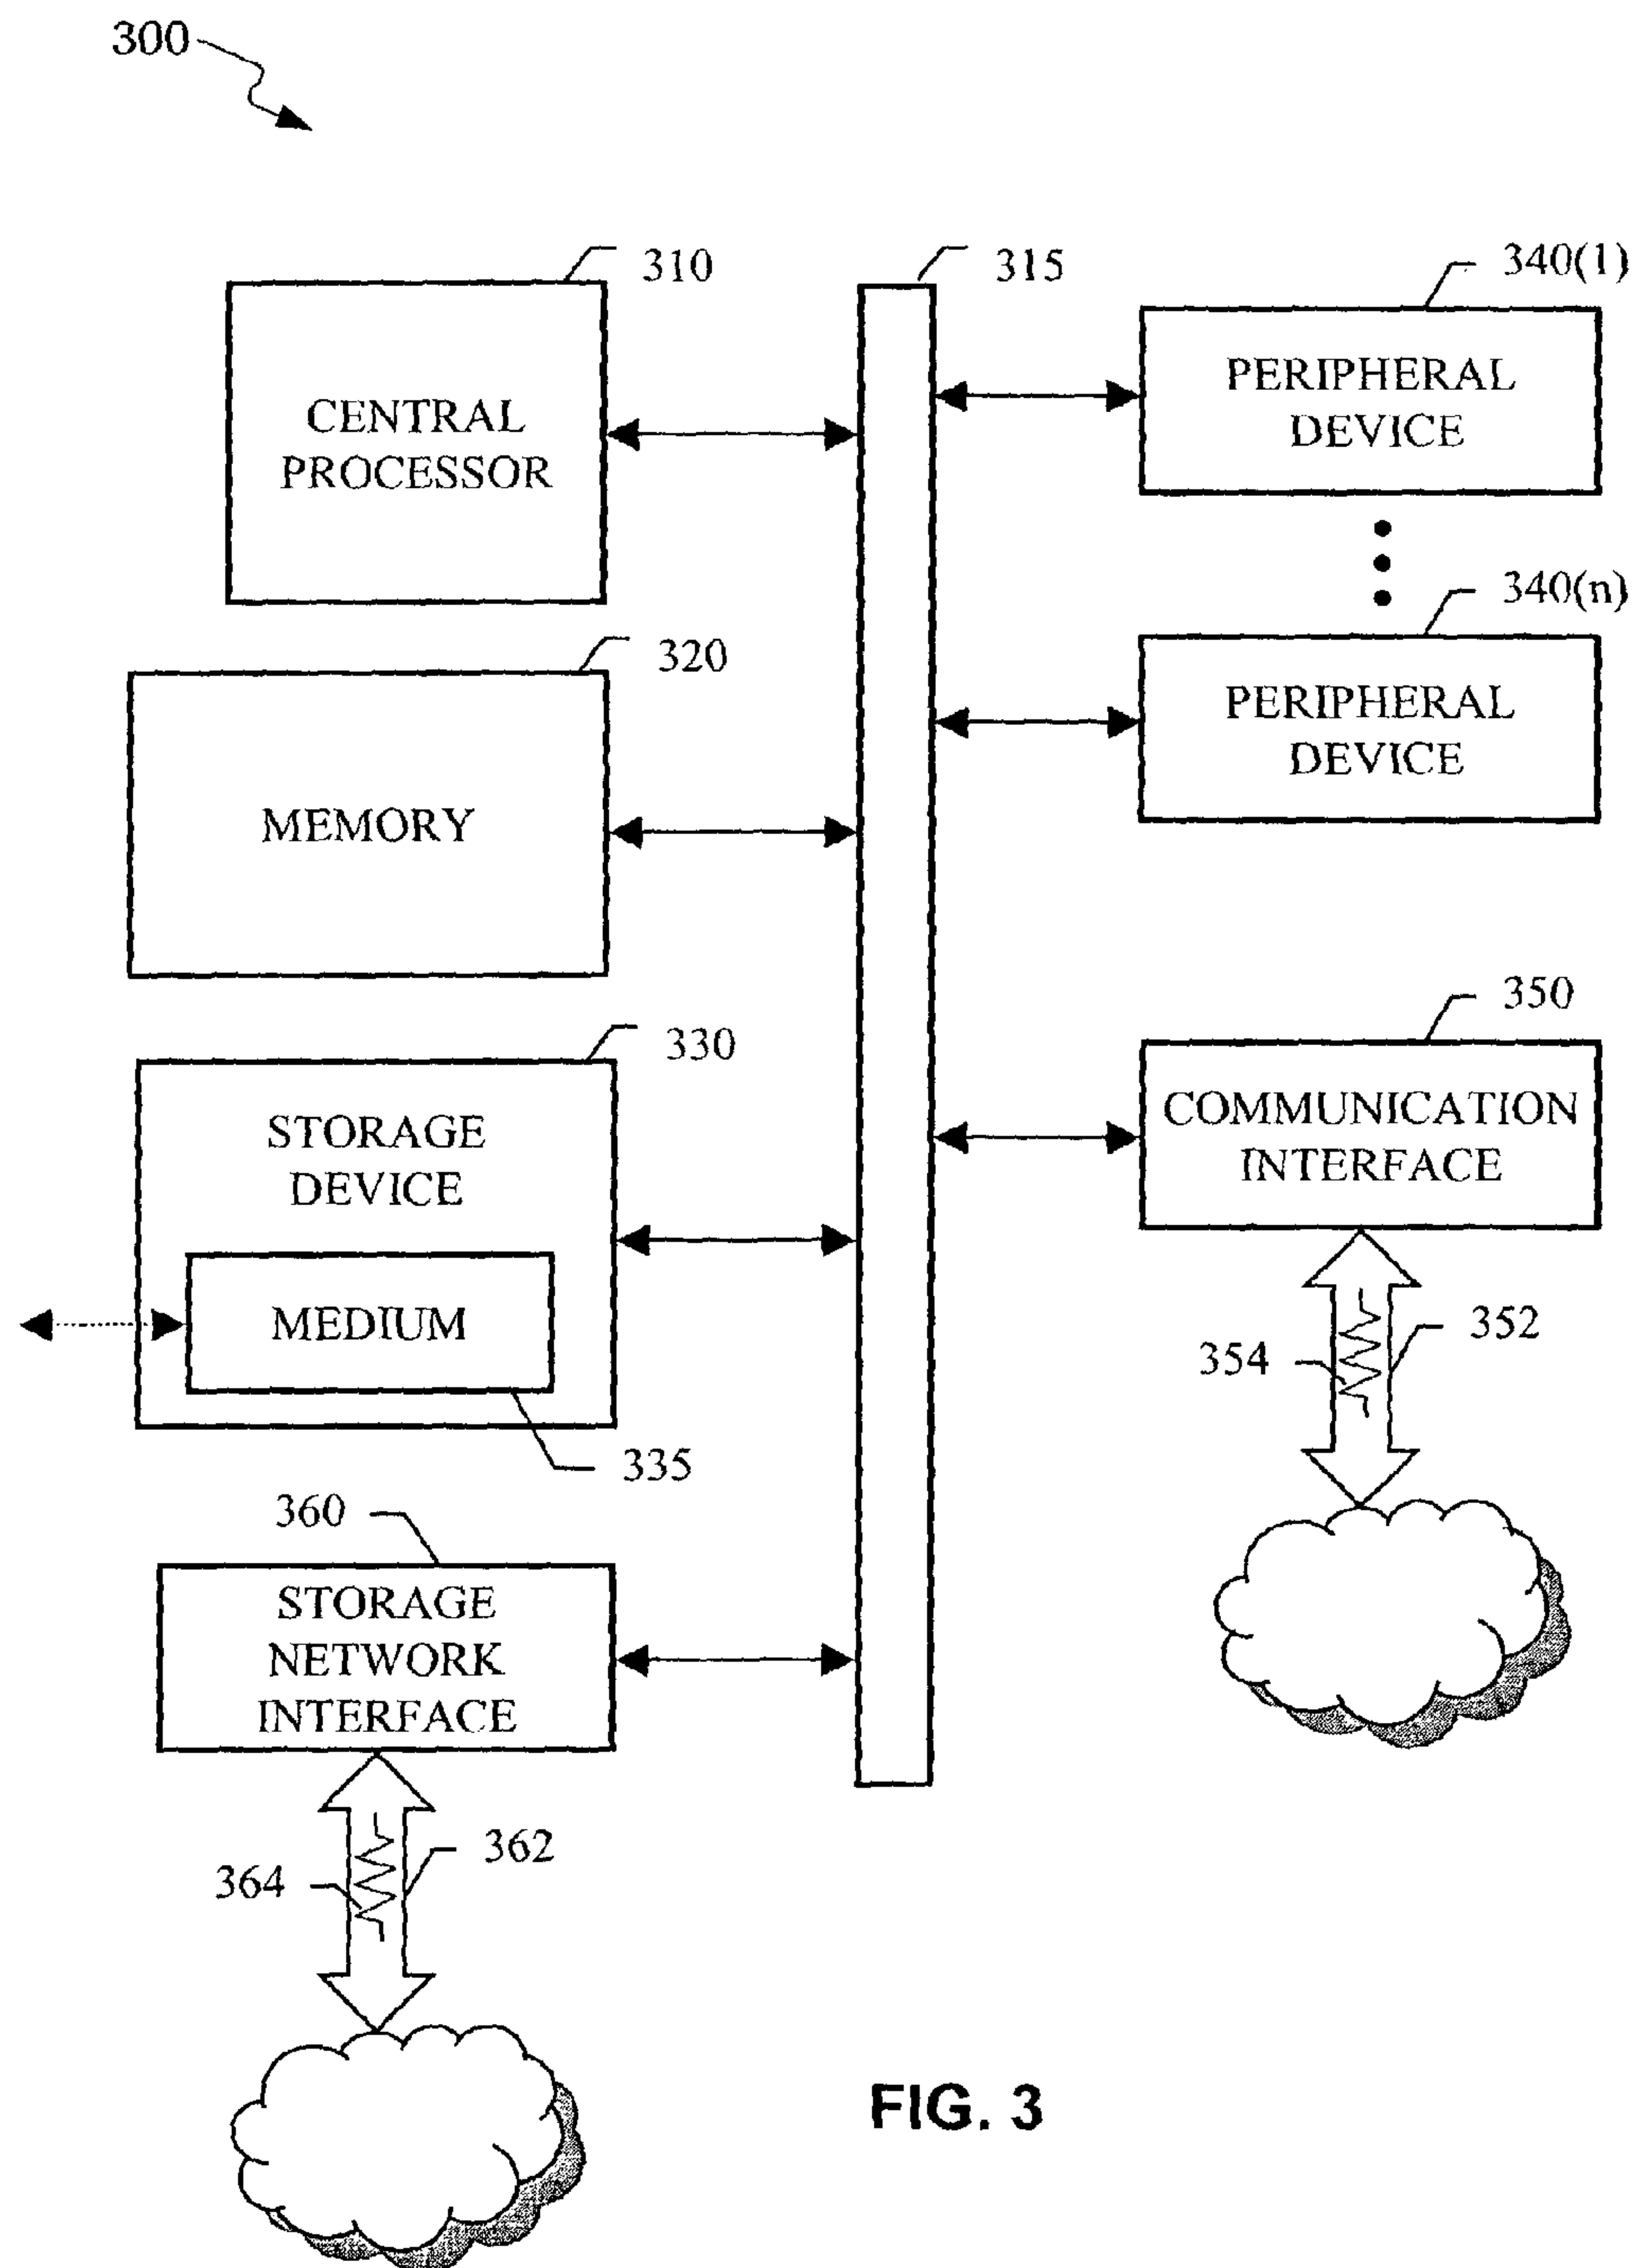 300
310
CENTRAL
PROCESSOR
315
340(1)
PERIPHERAL
DEVICE
340(n)
PERIPHERAL
DEVICE
320
MEMORY
330
STORAGE
DEVICE
MEDIUM
335
350
COMMUNICATION
INTERFACE
352
354
360
STORAGE
NETWORK
INTERFACE
362
364
FIG. 3